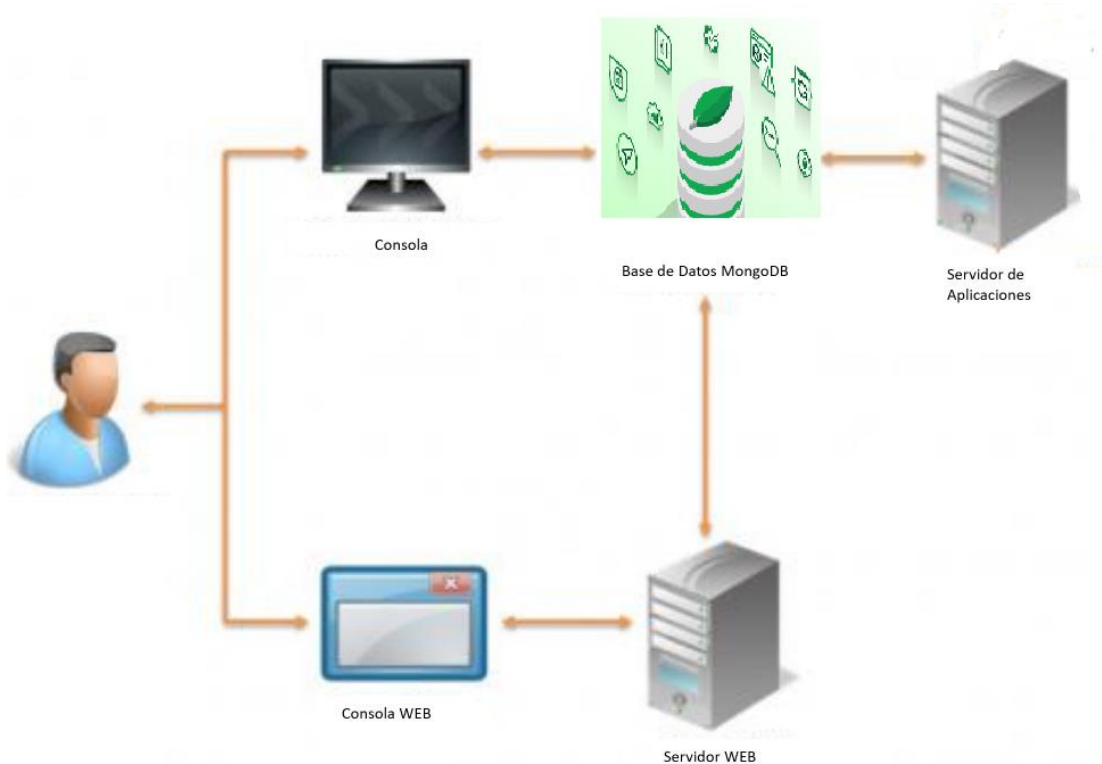 Consola
Base de Datos MongoDB
Servidor de
Aplicaciones
Consola WEB
Servidor WEB